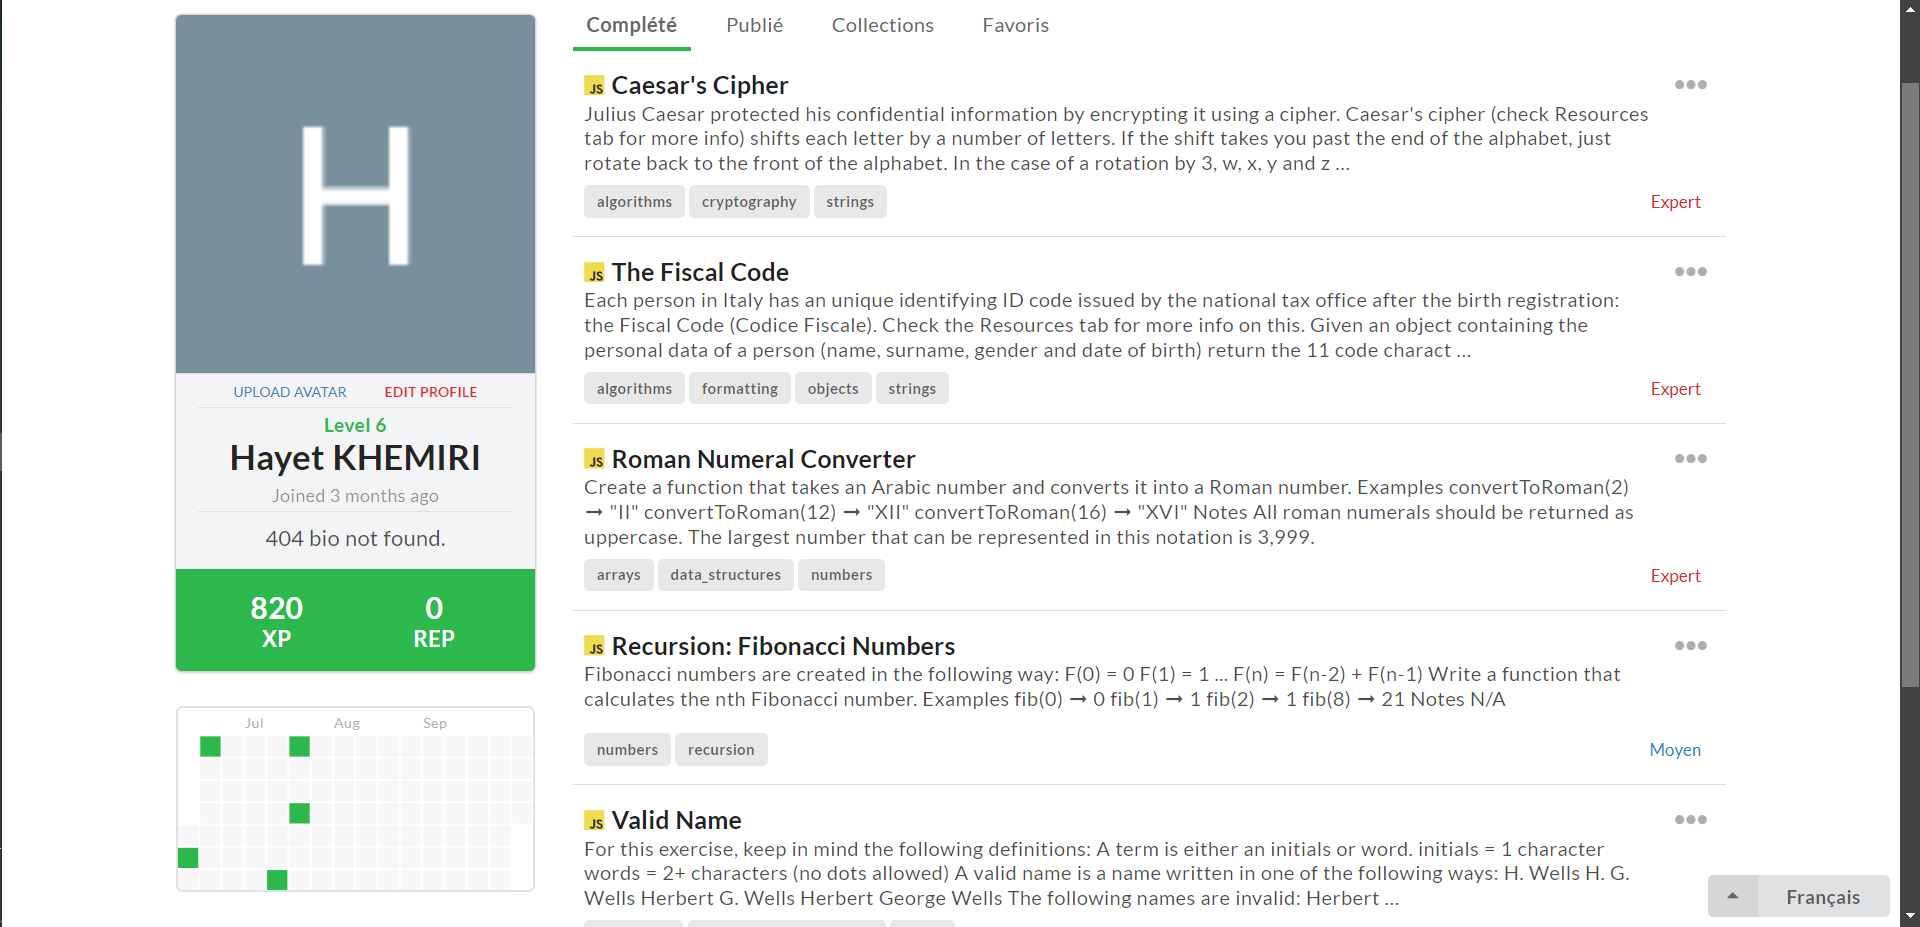 H
UPLOAD AVATAR
EDIT PROFILE
Level 6
Hayet KHEMIRI
Joined 3 months ago
404 bio not found.
820
XP
0
REP
Jul Aug Sep
Complété Publié Collections Favoris
JS Caesar's Cipher
Julius Caesar protected his confidential information by encrypting it using a cipher. Caesar's cipher (check Resources
tab for more info) shifts each letter by a number of letters. If the shift takes you past the end of the alphabet, just
rotate back to the front of the alphabet. In the case of a rotation by 3, w, x, y and z ...
algorithms cryptography strings
Expert
JS The Fiscal Code
Each person in Italy has an unique identifying ID code issued by the national tax office after the birth registration:
the Fiscal Code (Codice Fiscale). Check the Resources tab for more info on this. Given an object containing the
personal data of a person (name, surname, gender and date of birth) return the 11 code charact ...
algorithms formatting objects strings
Expert
JS Roman Numeral Converter
Create a function that takes an Arabic number and converts it into a Roman number. Examples convertToRoman(2)
➞ "II" convertToRoman(12) ➞ "XII" convertToRoman(16) ➞ "XVI" Notes All roman numerals should be returned as
uppercase. The largest number that can be represented in this notation is 3,999.
arrays data_structures numbers
Expert
JS Recursion: Fibonacci Numbers
Fibonacci numbers are created in the following way: F(0) = 0 F(1) = 1 ... F(n) = F(n-2) + F(n-1) Write a function that
calculates the nth Fibonacci number. Examples fib(0) ➞ 0 fib(1) ➞ 1 fib(2) ➞ 1 fib(8) ➞ 21 Notes N/A
numbers recursion
Moyen
JS Valid Name
For this exercise, keep in mind the following definitions: A term is either an initials or word. initials = 1 character
words = 2+ characters (no dots allowed) A valid name is a name written in one of the following ways: H. Wells H. G.
Wells Herbert G. Wells Herbert George Wells The following names are invalid: Herbert ...
Français